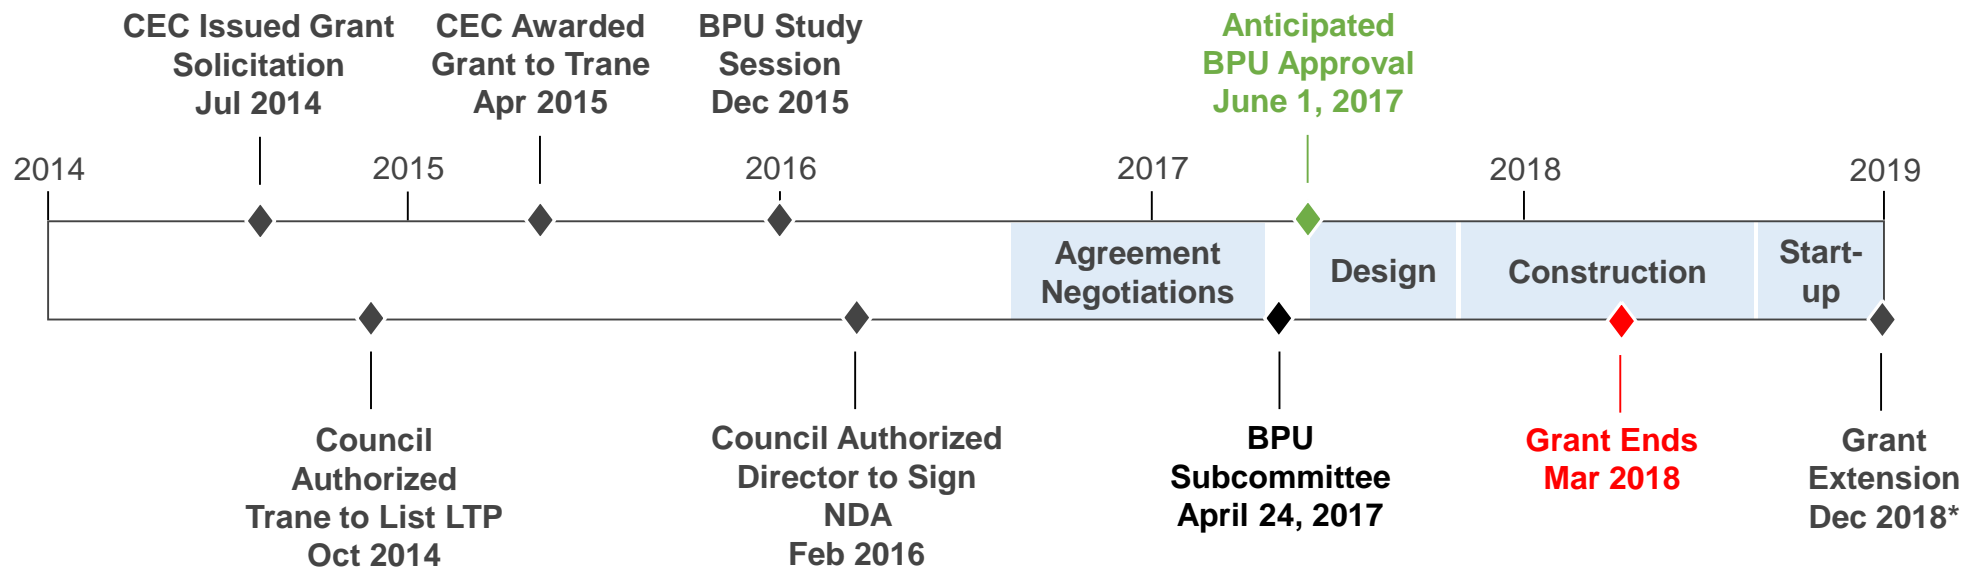 CEC Issued Grant
Solicitation
Jul 2014
CEC Awarded
Grant to Trane
Apr 2015
BPU Study
Session
Dec 2015
Anticipated
BPU Approval
June 1, 2017
2014
2015
2016
2017
2018
2019
Agreement
Negotiations
Design
Construction
Start-
up
Council
Authorized
Trane to List LTP
Oct 2014
Council Authorized
Director to Sign
NDA
Feb 2016
BPU
Subcommittee
April 24, 2017
Grant Ends
Mar 2018
Grant
Extension
Dec 2018*